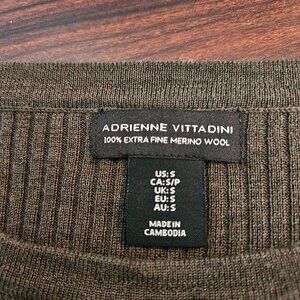 ADRIENNE VITTADINI
100% EXTRA FINE MERINO WOOL
US:S
CA:S/P
UK:S
EU:S
AU:S
MADE IN
CAMBODIA